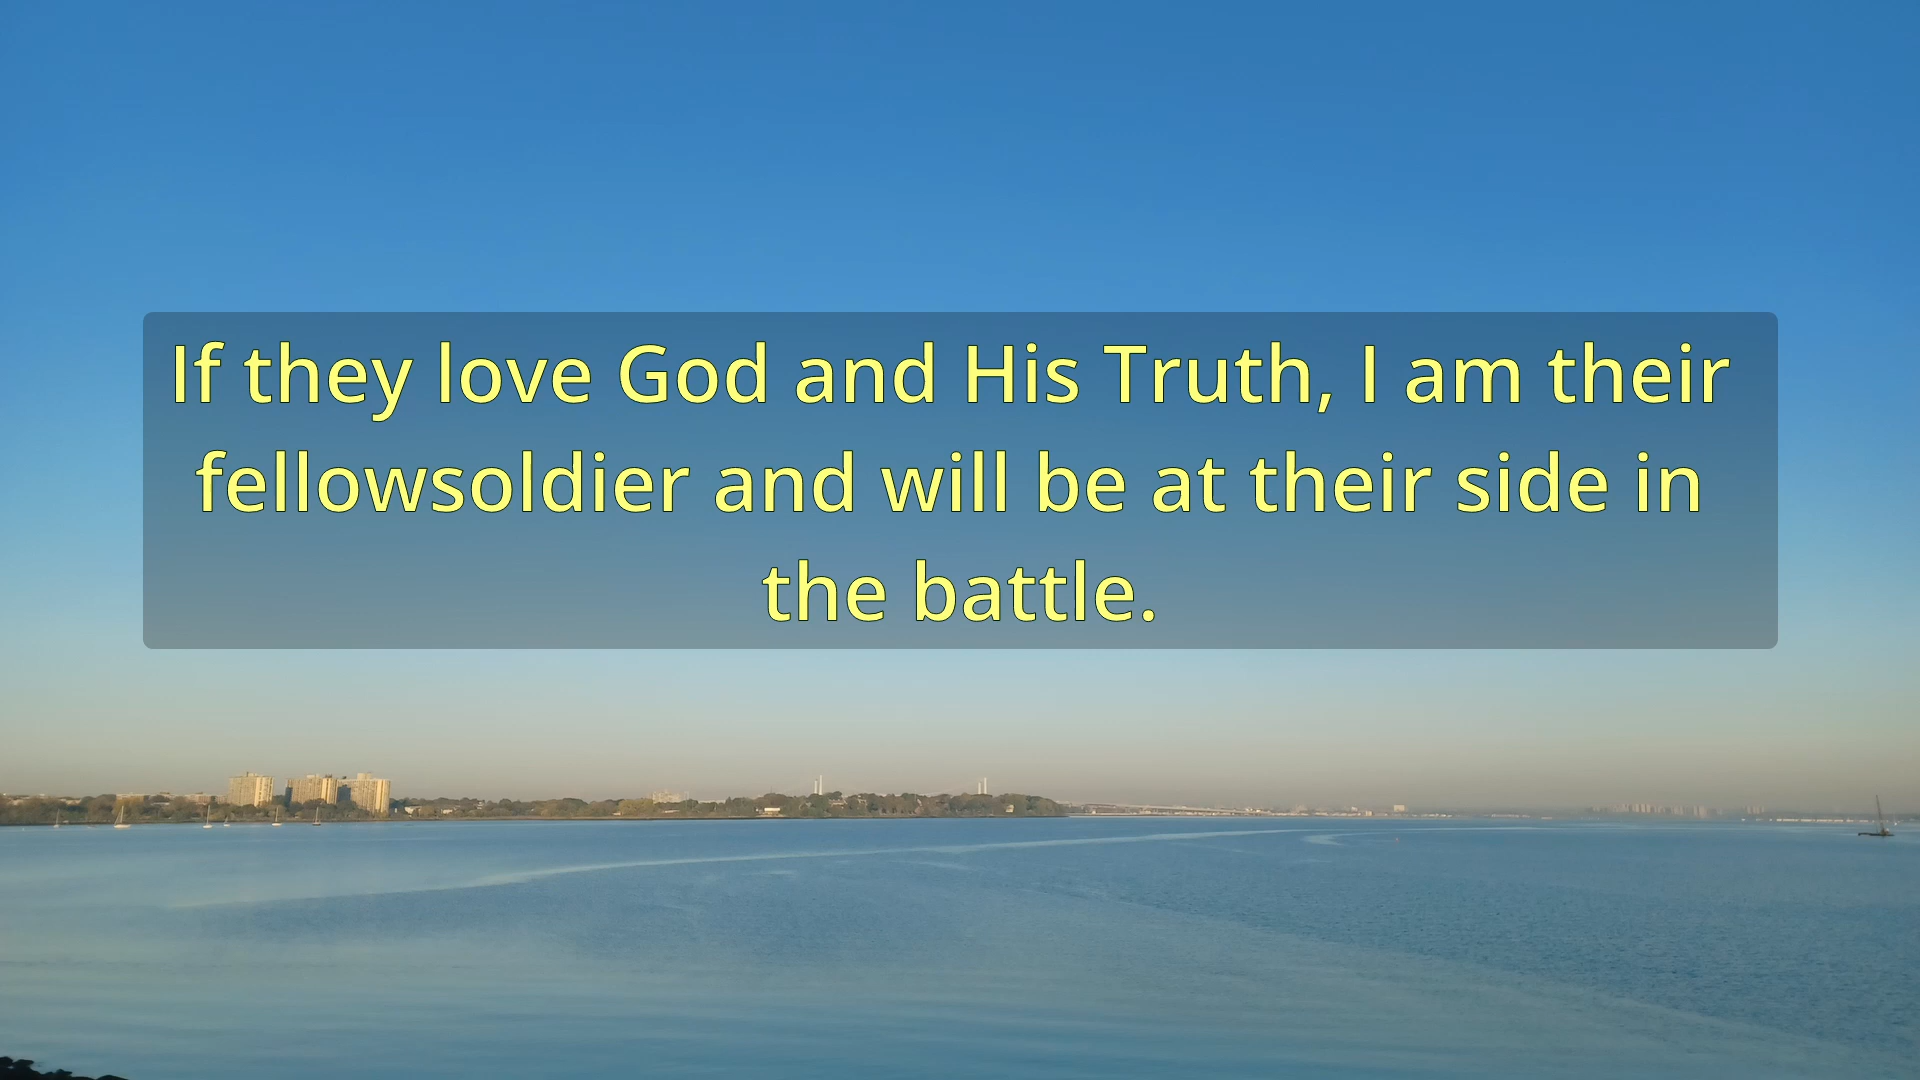 If they love God and His Truth, I am their
fellowsoldier and will be at their side in
the battle.